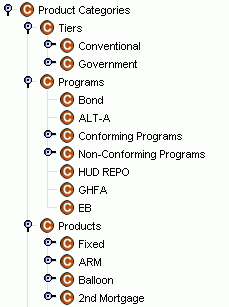 C Product Categories
C Tiers
C Conventional
C Government
C Programs
C Bond
C ALT-A
C Conforming Programs
C Non-Conforming Programs
C HUD REPO
C GHFA
C EB
C Products
C Fixed
C ARM
C Balloon
C 2nd Mortgage